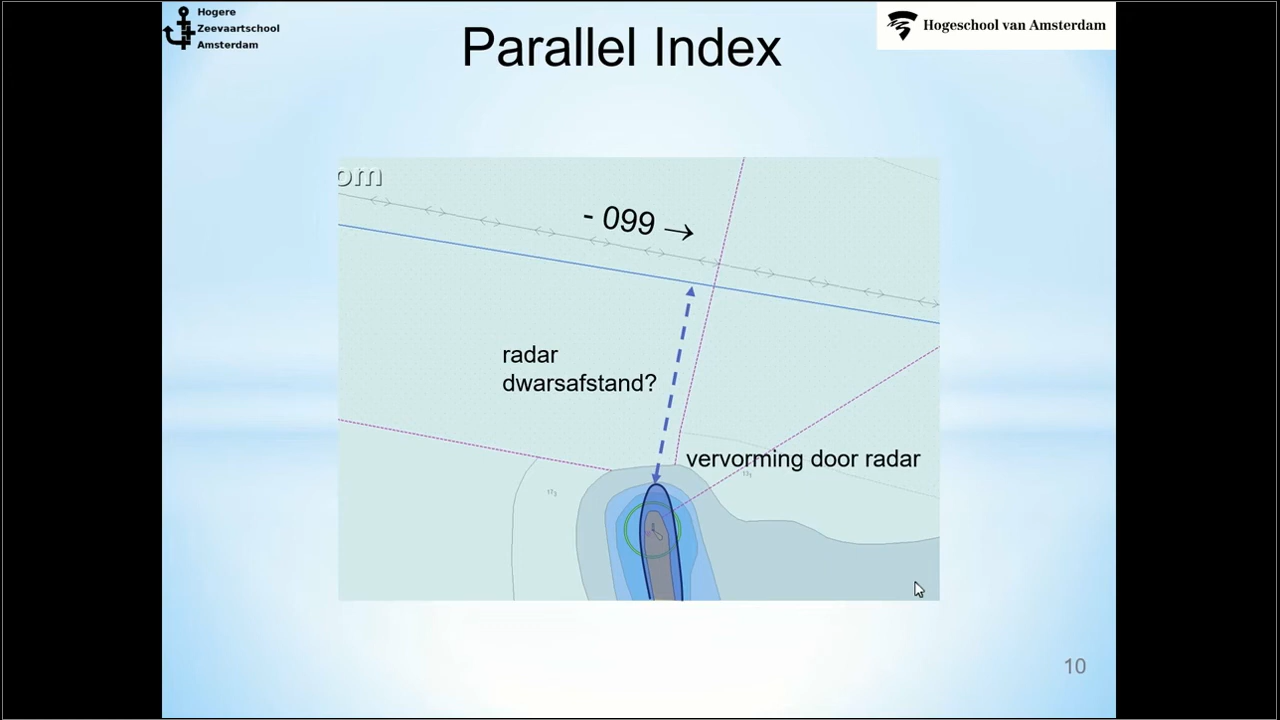 Hogere
Zeevaartschool
Amsterdam
Hogeschool van Amsterdam
Parallel Index
om
- 099 →
radar
dwarsafstand?
vervorming door radar
10